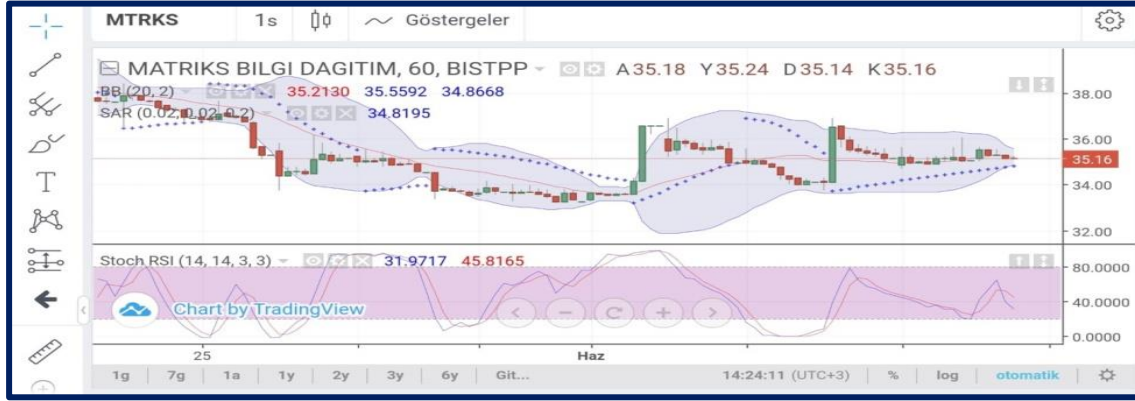 MTRKS 1s Göstergeler
MATRIKS BILGI DAGITIM, 60, BISTPP A35.18 Y35.24 D35.14 K35.16
BB (20, 2) 35.2130 35.5592 34.8668
SAR (0.02, 0.02, 0.2) 34.8195
38.00
36.00
35.16
34.00
32.00
Stoch RSI (14, 14, 3, 3) 31.9717 45.8165
80.0000
40.0000
0.0000
Chart by TradingView
25 Haz
1g 7g 1a 1y 2y 3y 6y Git... 14:24:11 (UTC+3) % log otomatik